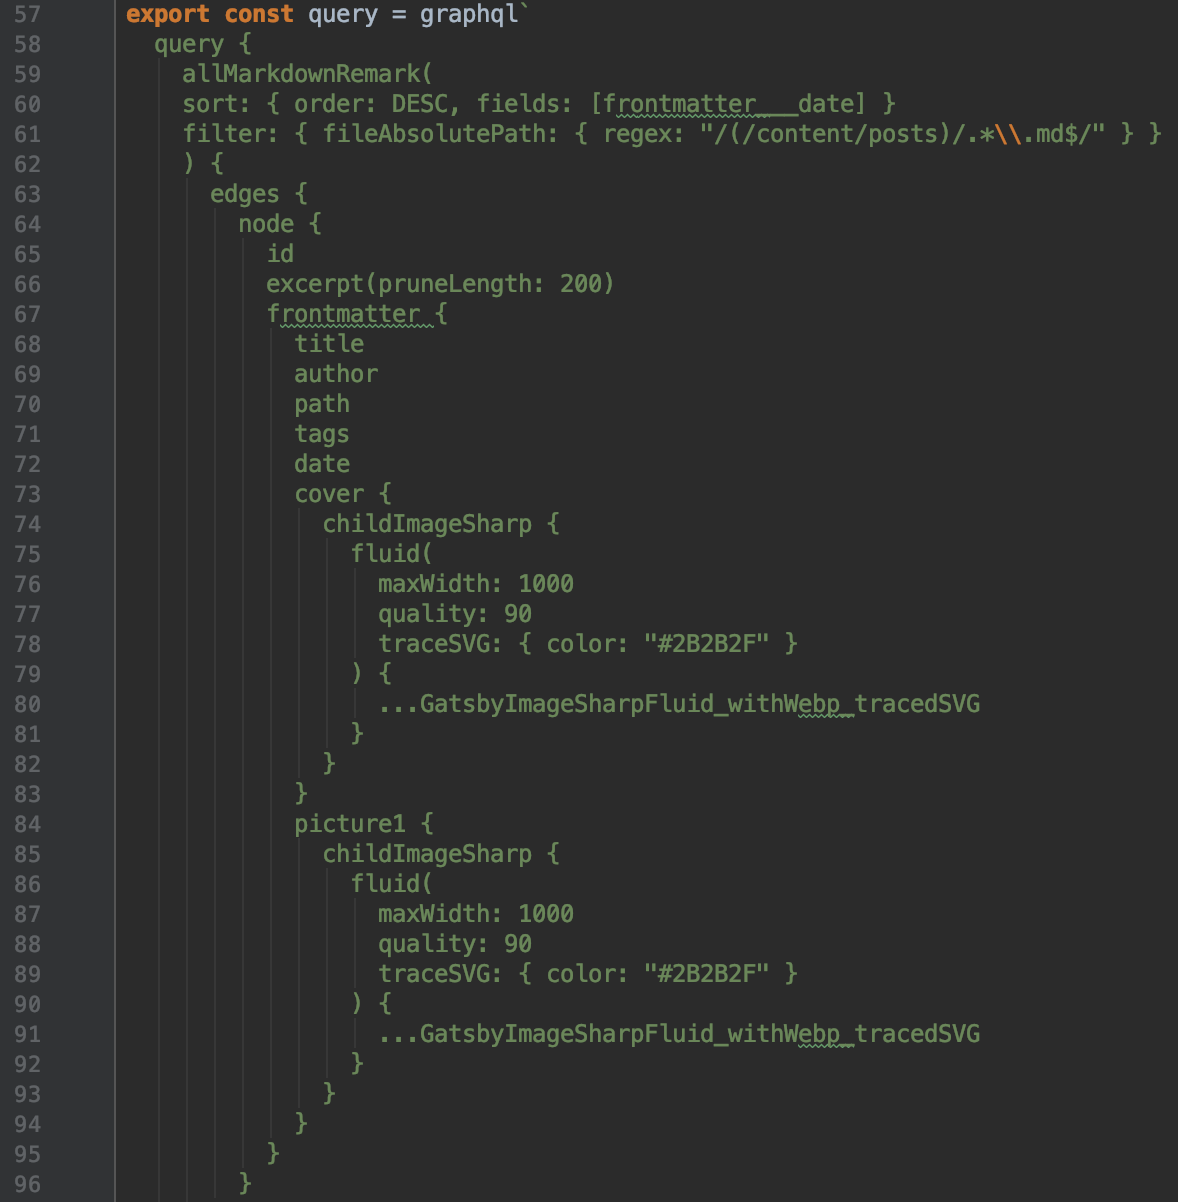 57 export const query = graphql`
58   query {
59     allMarkdownRemark(
60     sort: { order: DESC, fields: [frontmatter___date] }
61     filter: { fileAbsolutePath: { regex: "/(/content/posts)/.*\\.md$/" } }
62     ) {
63       edges {
64         node {
65           id
66           excerpt(pruneLength: 200)
67           frontmatter {
68             title
69             author
70             path
71             tags
72             date
73             cover {
74               childImageSharp {
75                 fluid(
76                   maxWidth: 1000
77                   quality: 90
78                   traceSVG: { color: "#2B2B2F" }
79                 ) {
80                   ...GatsbyImageSharpFluid_withWebp_tracedSVG
81                 }
82               }
83             }
84             picture1 {
85               childImageSharp {
86                 fluid(
87                   maxWidth: 1000
88                   quality: 90
89                   traceSVG: { color: "#2B2B2F" }
90                 ) {
91                   ...GatsbyImageSharpFluid_withWebp_tracedSVG
92                 }
93               }
94             }
95           }
96         }